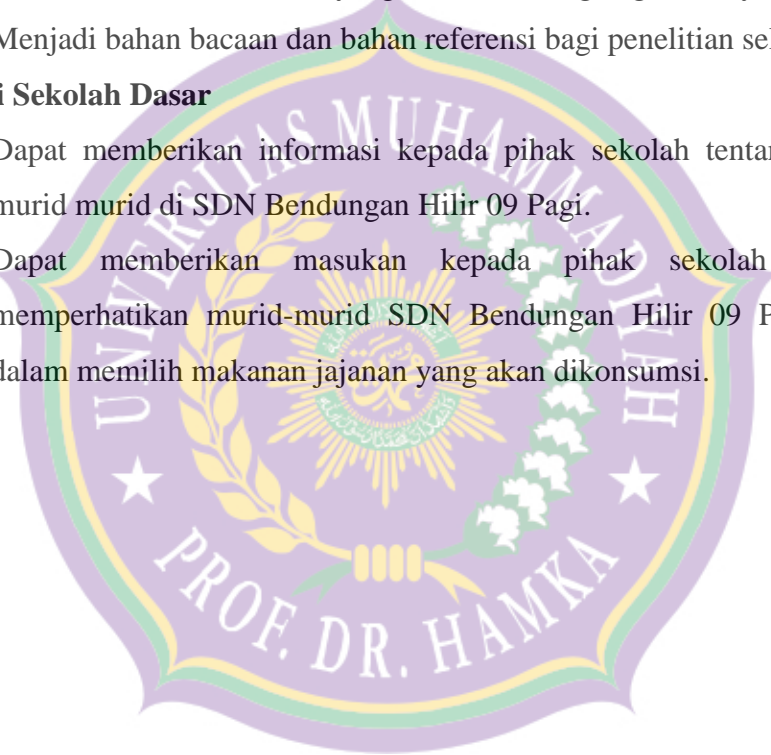 Menjadi bahan bacaan dan bahan referensi bagi penelitian
i Sekolah Dasar
Dapat memberikan informasi kepada pihak sekolah
murid murid di SDN Bendungan Hilir 09 Pagi.
Dapat memberikan masukan kepada pihak sekolah
memperhatikan murid-murid SDN Bendungan Hilir 09
dalam memilih makanan jajanan yang akan dikonsumsi.
UNIVERSITAS MUHAMMADIYAH
PROF. DR. HAMKA